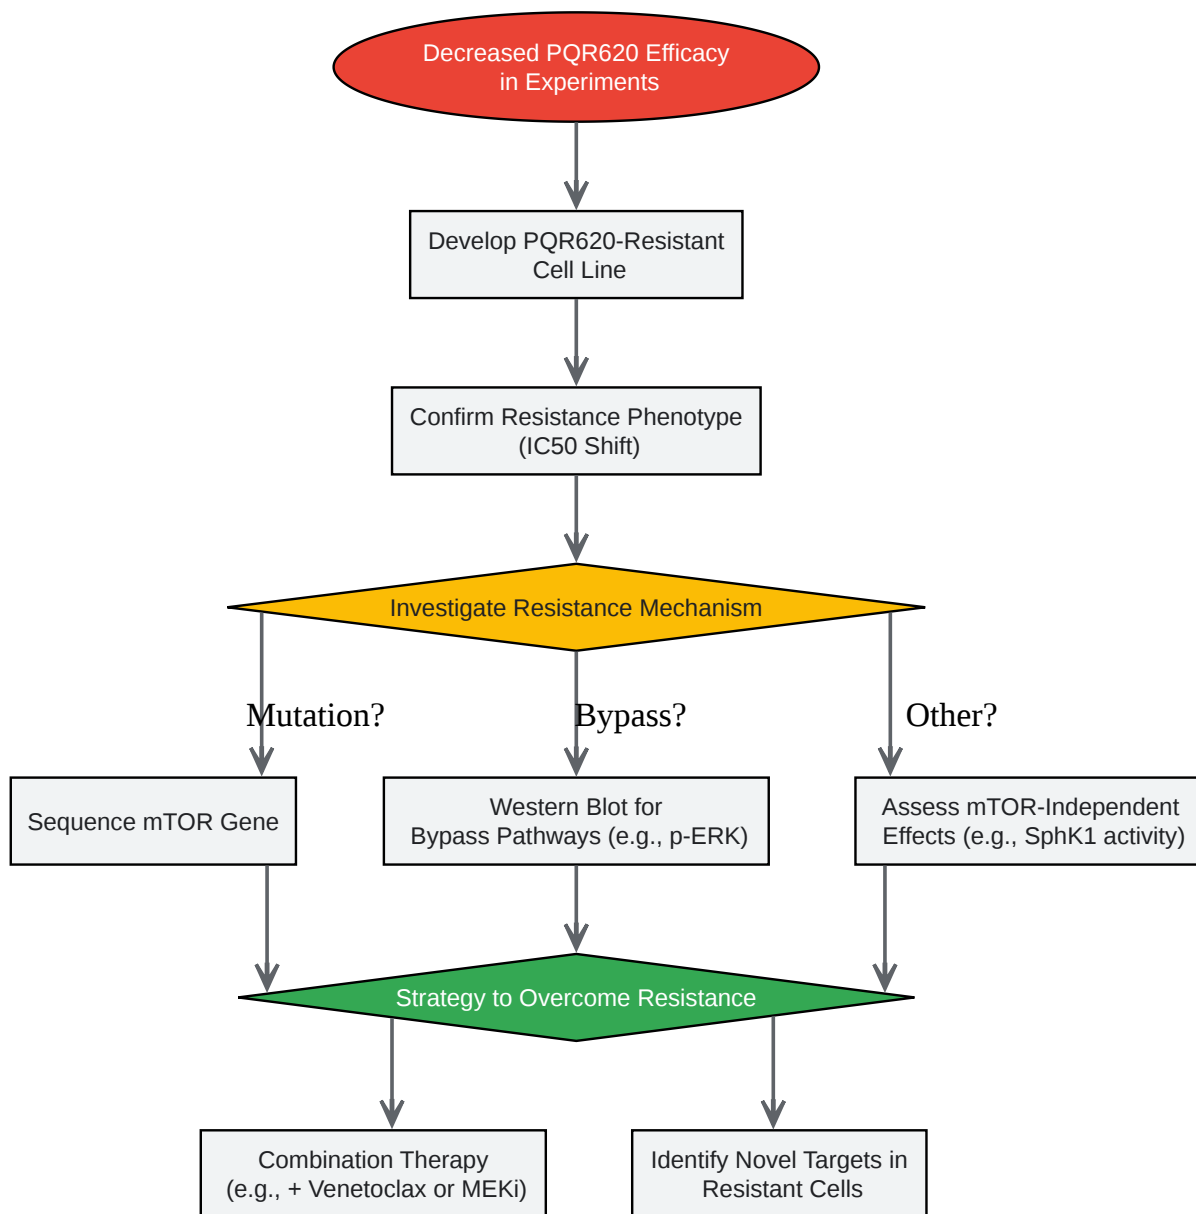 Decreased PQR620 Efficacy
in Experiments
Develop PQR620-Resistant
Cell Line
Confirm Resistance Phenotype
(IC50 Shift)
Investigate Resistance Mechanism
Mutation?
Bypass?
Other?
Sequence mTOR Gene
Western Blot for
Bypass Pathways (e.g., p-ERK)
Assess mTOR-Independent
Effects (e.g., SphK1 activity)
Strategy to Overcome Resistance
Combination Therapy
(e.g., + Venetoclax or MEKi)
Identify Novel Targets in
Resistant Cells